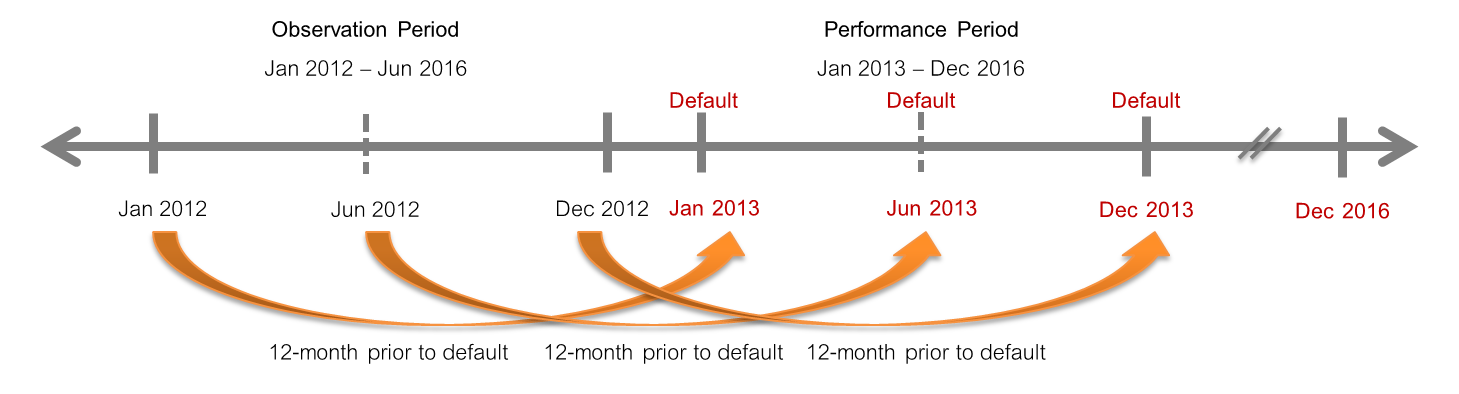 Observation Period
Performance Period
Jan 2012 – Jun 2016
Jan 2013 – Dec 2016
Default
Default
Default
Jan 2012
Jun 2012
Dec 2012
Jan 2013
Jun 2013
Dec 2013
Dec 2016
12-month prior to default
12-month prior to default
12-month prior to default